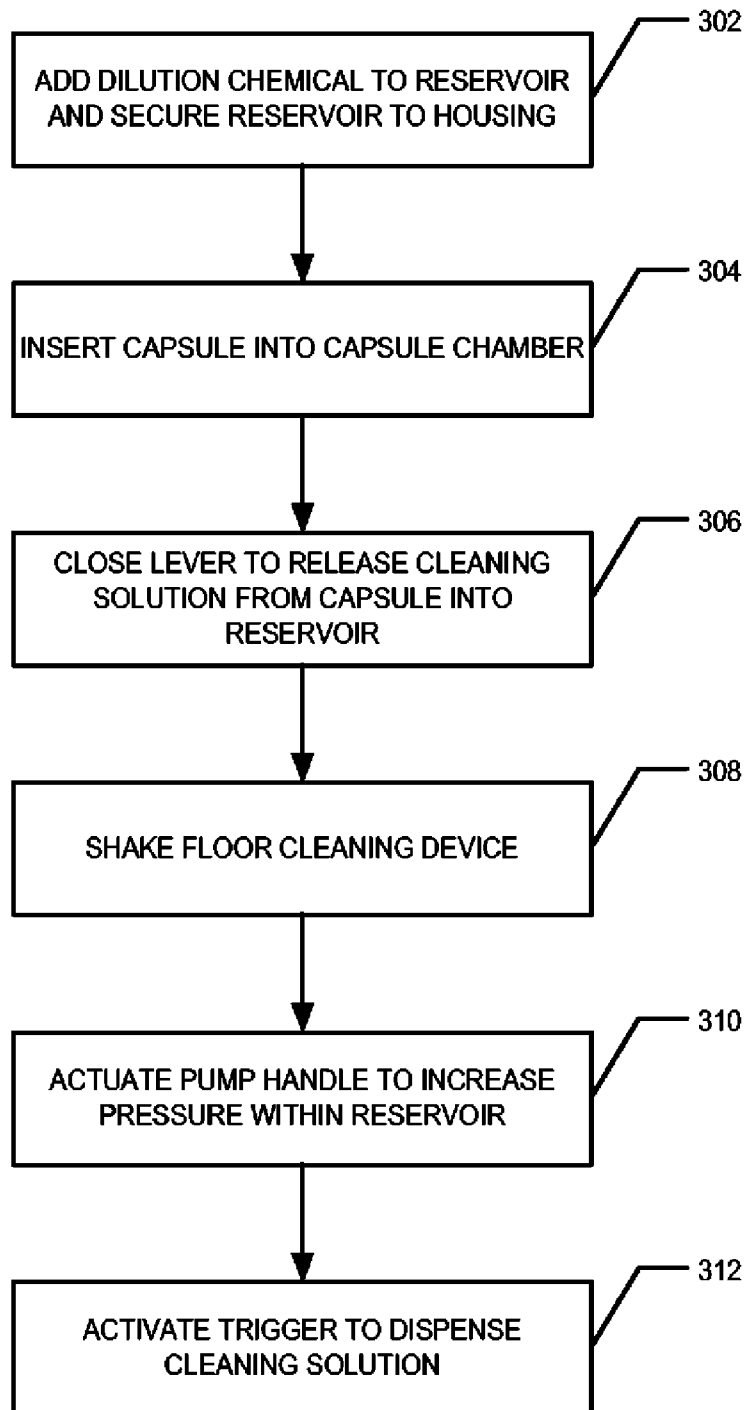 302
ADD DILUTION CHEMICAL TO RESERVOIR
AND SECURE RESERVOIR TO HOUSING
304
INSERT CAPSULE INTO CAPSULE CHAMBER
306
CLOSE LEVER TO RELEASE CLEANING
SOLUTION FROM CAPSULE INTO
RESERVOIR
308
SHAKE FLOOR CLEANING DEVICE
310
ACTUATE PUMP HANDLE TO INCREASE
PRESSURE WITHIN RESERVOIR
312
ACTIVATE TRIGGER TO DISPENSE
CLEANING SOLUTION